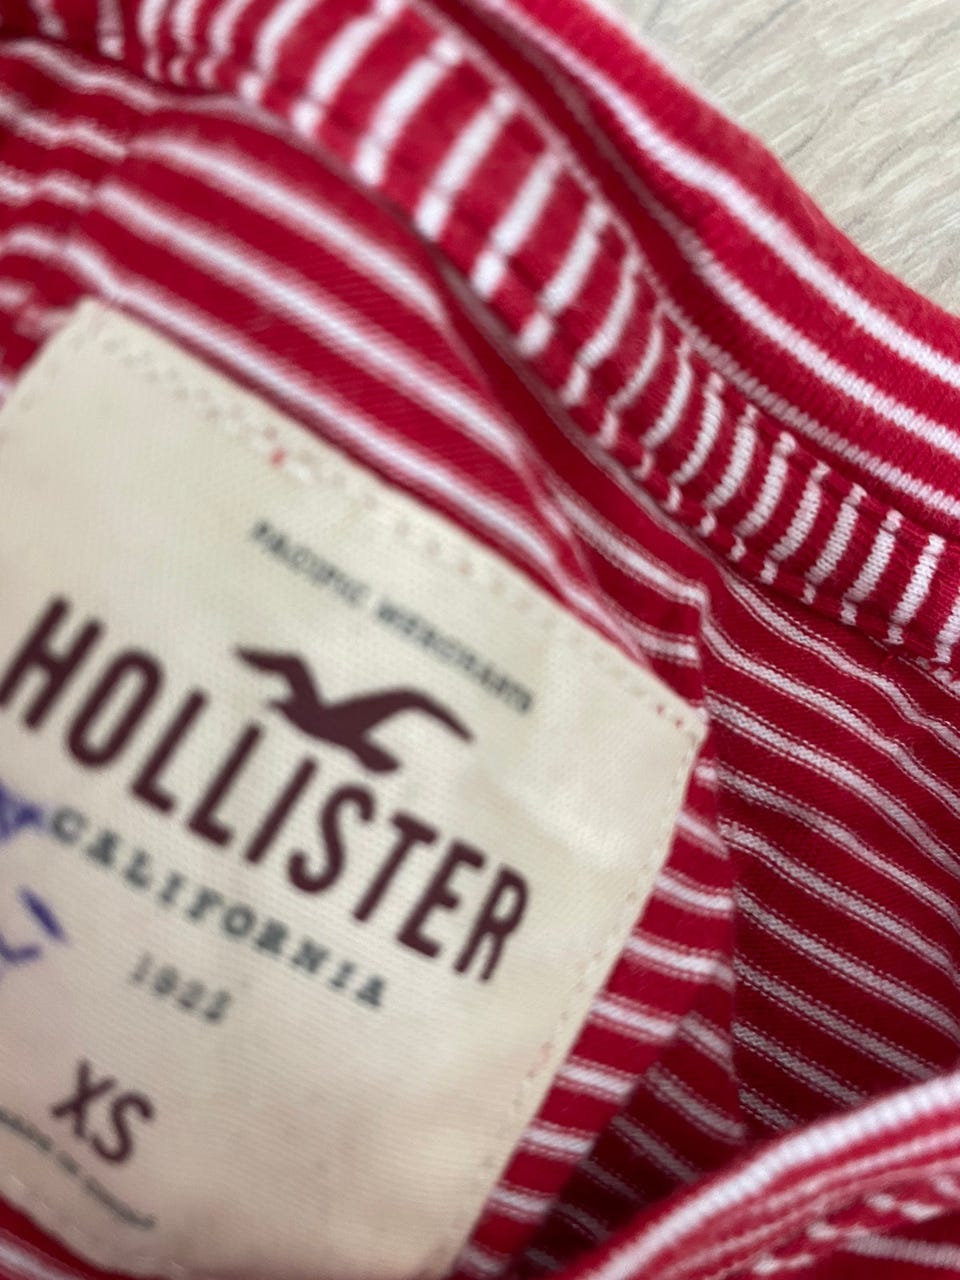 PACIFIC MERCHANTS
HOLLISTER
CALIFORNIA
1922
XS